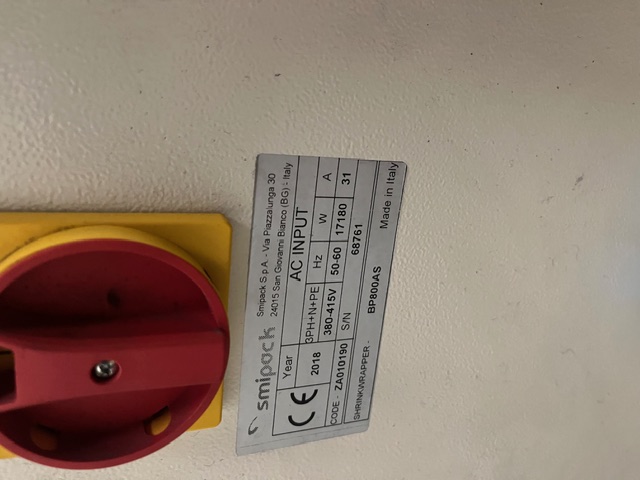 smipack
Smipack S.p.A - Via Piazzalunga 30
24015 San Giovanni Bianco (BG) - Italy
Year AC INPUT
CE 2018 3PH+N+PE Hz W A
380-415V 50-60 17180 31
CODE.- ZA010190 S/N 68761
SHRINKWRAPPER - BP800AS
Made in Italy